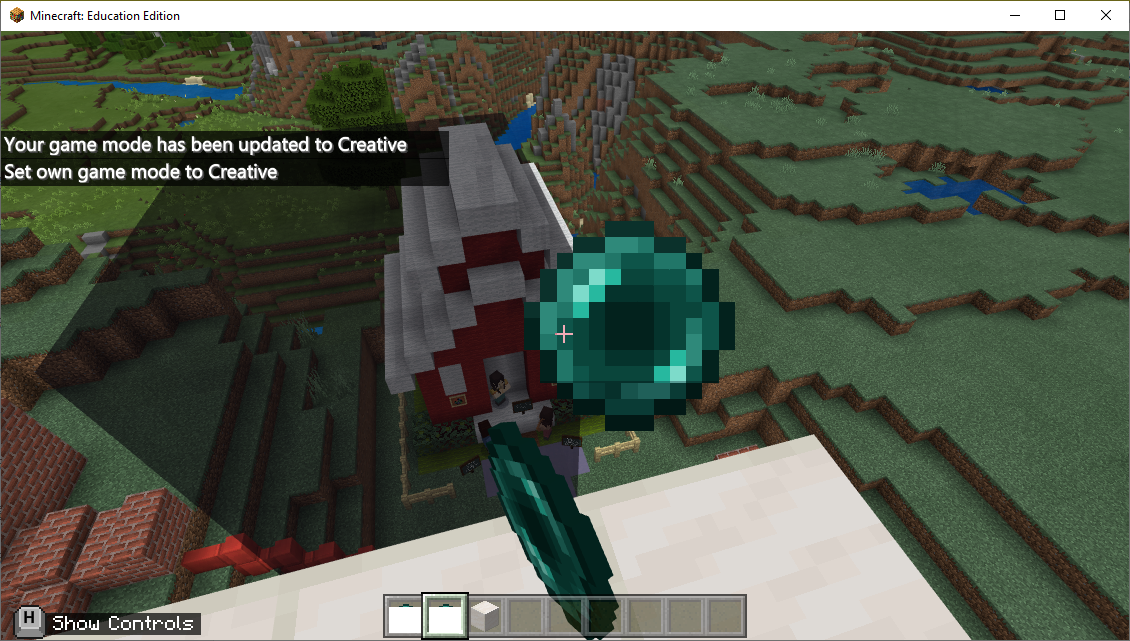 Minecraft: Education Edition
Your game mode has been updated to Creative
Set own game mode to Creative
H Show Controls